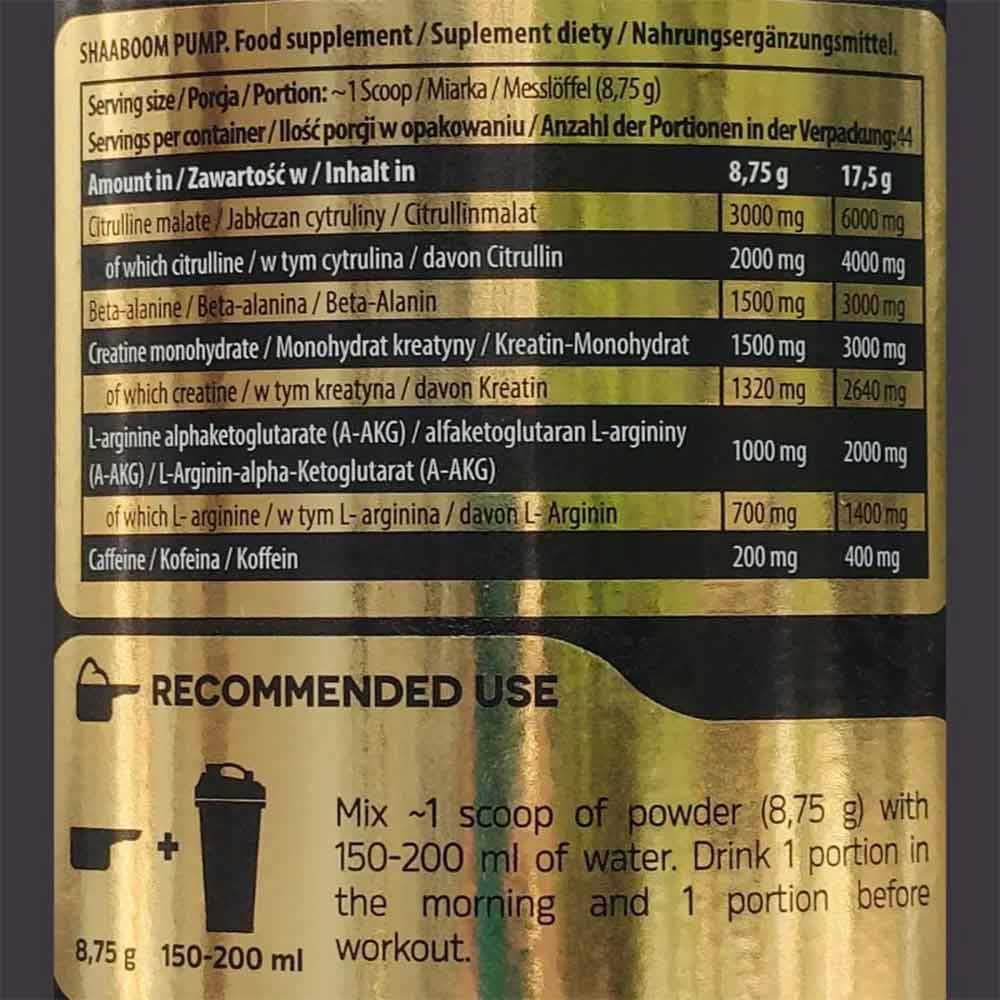 SHAABOOM PUMP. Food supplement / Suplement diety / Nahrungsergänzungsmittel.
Serving size / Porcja / Portion: ~1 Scoop / Miarka / Messlöffel (8,75 g)
Servings per container / Ilość porcji w opakowaniu / Anzahl der Portionen in der Verpackung: 44
Amount in / Zawartość w / Inhalt in 8,75 g 17,5 g
Citrulline malate / Jabłczan cytruliny / Citrullinmalat 3000 mg 6000 mg
of which citrulline / w tym cytrulina / davon Citrullin 2000 mg 4000 mg
Beta-alanine / Beta-alanina / Beta-Alanin 1500 mg 3000 mg
Creatine monohydrate / Monohydrat kreatyny / Kreatin-Monohydrat 1500 mg 3000 mg
of which creatine / w tym kreatyna / davon Kreatin 1320 mg 2640 mg
L-arginine alphaketoglutarate (A-AKG) / alfaketoglutaran L-argininy
(A-AKG) / L-Arginin-alpha-Ketoglutarat (A-AKG) 1000 mg 2000 mg
of which L- arginine / w tym L- arginina / davon L- Arginin 700 mg 1400 mg
Caffeine / Kofeina / Koffein 200 mg 400 mg
RECOMMENDED USE
+
8,75 g 150-200 ml
Mix ~1 scoop of powder (8,75 g) with
150-200 ml of water. Drink 1 portion in
the morning and 1 portion before
workout.